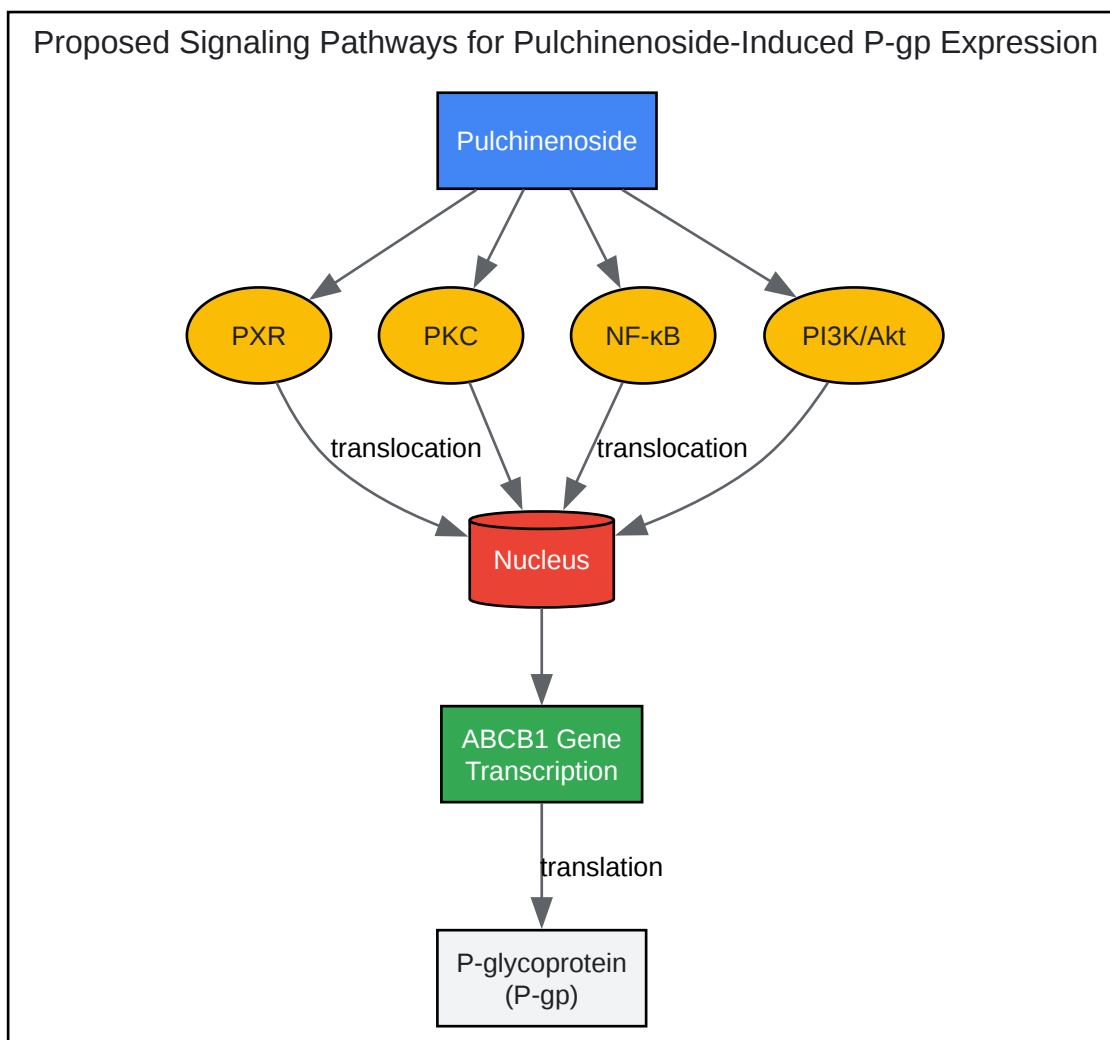 Proposed Signaling Pathways for Pulchinenoside-Induced P-gp Expression
Pulchinenoside
PXR
PKC
NF-κB
PI3K/Akt
translocation
translocation
Nucleus
ABCB1 Gene
Transcription
translation
P-glycoprotein
(P-gp)